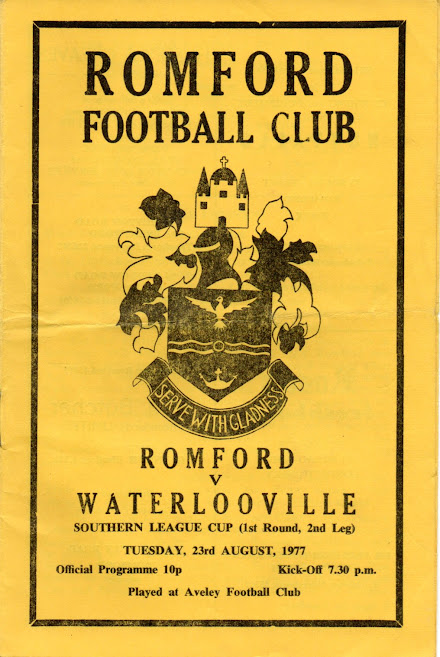 ROMFORD
FOOTBALL CLUB
SERVE WITH GLADNESS
ROMFORD
V
WATERLOOVILLE
SOUTHERN LEAGUE CUP (1st Round, 2nd Leg)
TUESDAY, 23rd AUGUST, 1977
Official Programme 10p Kick-Off 7.30 p.m.
Played at Aveley Football Club